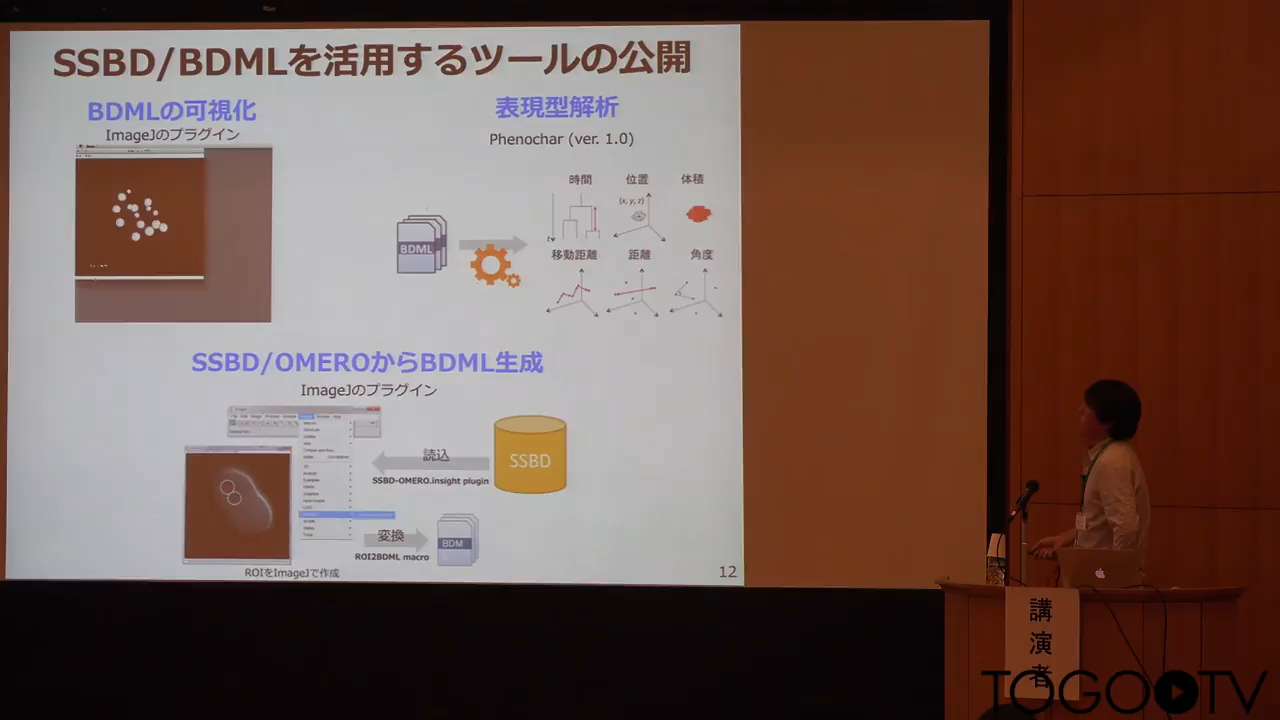 SSBD/BDMLを活用するツールの公開
BDMLの可視化
ImageJのプラグイン
表現型解析
Phenochar (ver. 1.0)
時間
位置
体積
(x, y, z)
t
BDML
移動距離
距離
角度
SSBD/OMEROからBDML生成
ImageJのプラグイン
読込
SSBD
SSBD-OMERO.insight plugin
変換
BDM
ROI2BDML macro
ROIをImageJで作成
12
講演者
TOGOTV